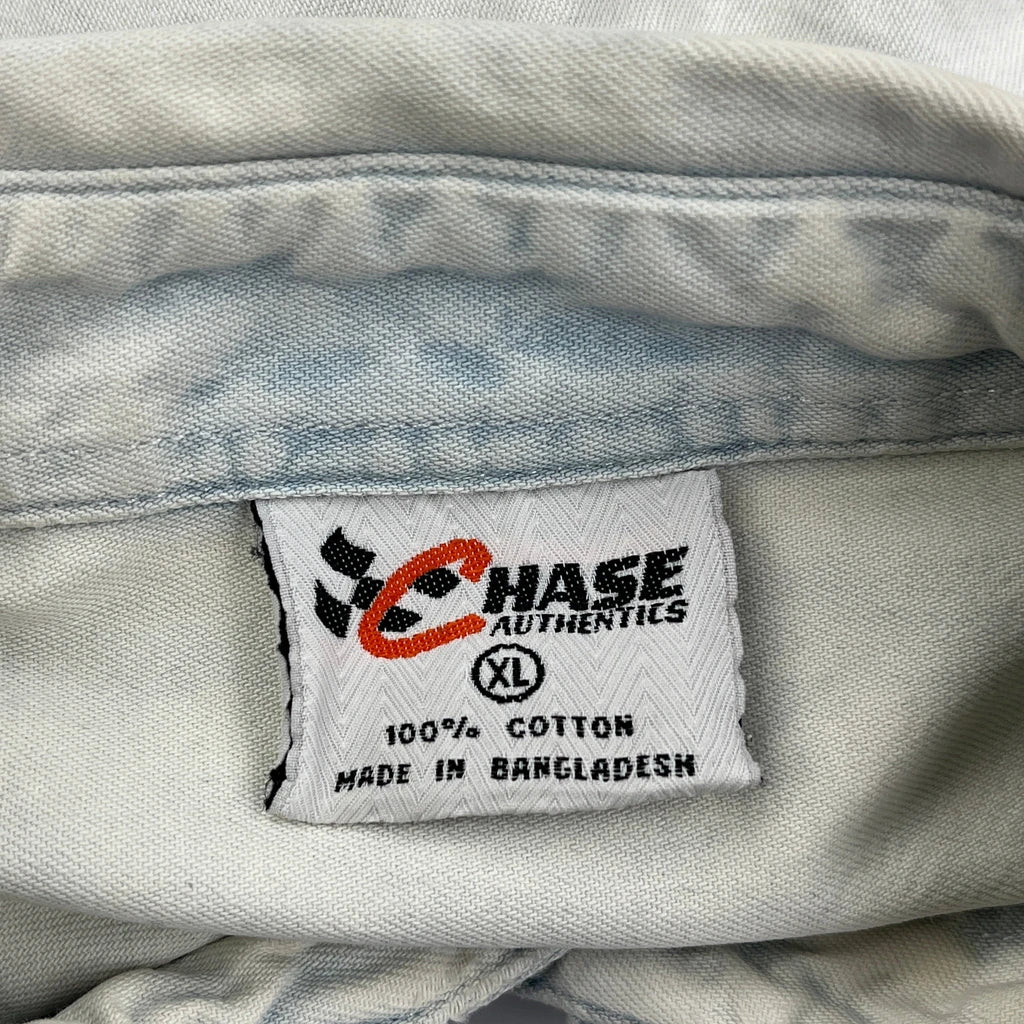 CHASE
AUTHENTICS
XL
100% COTTON
MADE IN BANGLADESH